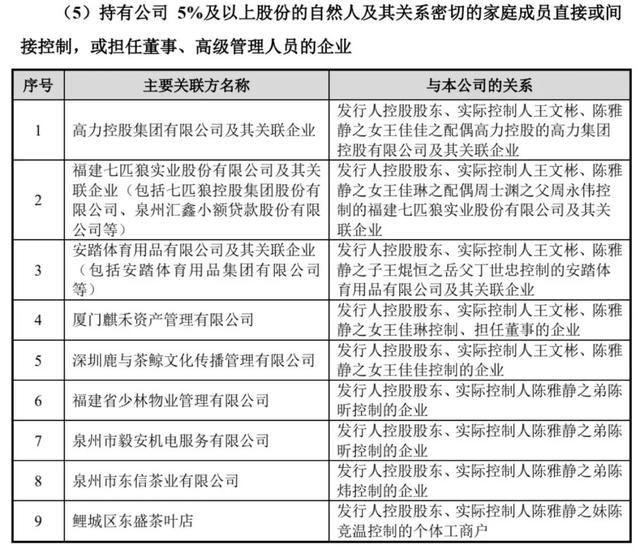 （5）持有公司 5%及以上股份的自然人及其关系密切的家庭成员直接或间
接控制，或担任董事、高级管理人员的企业
序号 主要关联方名称 与本公司的关系
1 高力控股集团有限公司及其关联企业 发行人控股股东、实际控制人王文彬、陈雅
静之女王佳佳之配偶高力控股的高力集团
控股有限公司及其关联企业
2 福建七匹狼实业股份有限公司及其关
联企业（包括七匹狼控股集团股份有
限公司、泉州汇鑫小额贷款股份有限
公司等）
发行人控股股东、实际控制人王文彬、陈雅
静之女王佳琳之配偶周士渊之父周永伟控
制的福建七匹狼实业股份有限公司及其关
联企业
3 安踏体育用品有限公司及其关联企业
（包括安踏体育用品集团有限公司
等）
发行人控股股东、实际控制人王文彬、陈雅
静之子王焜恒之岳父丁世忠控制的安踏体
育用品有限公司及其关联企业
4 厦门麒禾资产管理有限公司 发行人控股股东、实际控制人王文彬、陈雅
静之女王佳琳控制、担任董事的企业
5 深圳鹿与茶鲸文化传播管理有限公司 发行人控股股东、实际控制人王文彬、陈雅
静之女王佳佳控制的企业
6 福建省少林物业管理有限公司 发行人控股股东、实际控制人陈雅静之弟陈
昕控制的企业
7 泉州市毅安机电服务有限公司 发行人控股股东、实际控制人陈雅静之弟陈
昕控制的企业
8 泉州市东信茶业有限公司 发行人控股股东、实际控制人陈雅静之弟陈
炜控制的企业
9 鲤城区东盛茶叶店 发行人控股股东、实际控制人陈雅静之妹陈
竞温控制的个体工商户